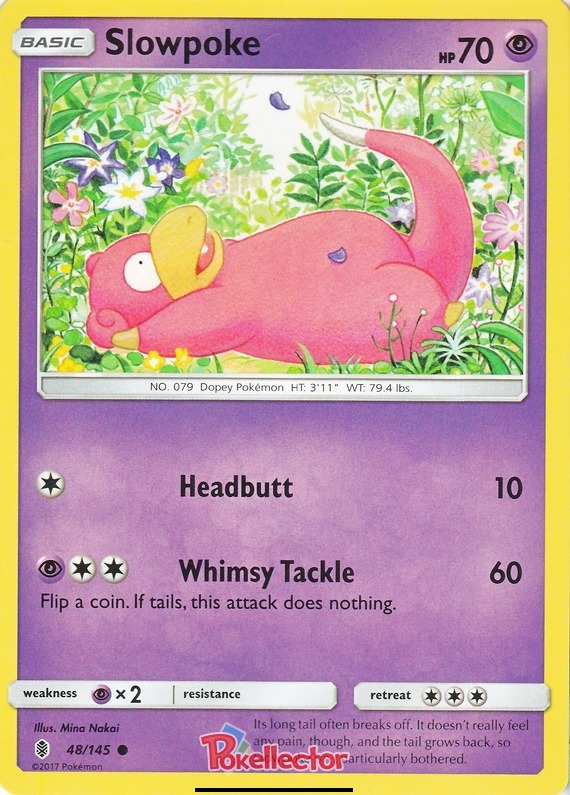 BASIC Slowpoke HP 70
NO. 079 Dopey Pokémon HT: 3'11" WT: 79.4 lbs.
Headbutt 10
Whimsy Tackle 60
Flip a coin. If tails, this attack does nothing.
weakness ×2 resistance retreat
Illus. Mina Nakai
48/145
©2017 Pokémon
Its long tail often breaks off. It doesn't really feel
any pain, though, and the tail grows back, so
particularly bothered.
Pokellector